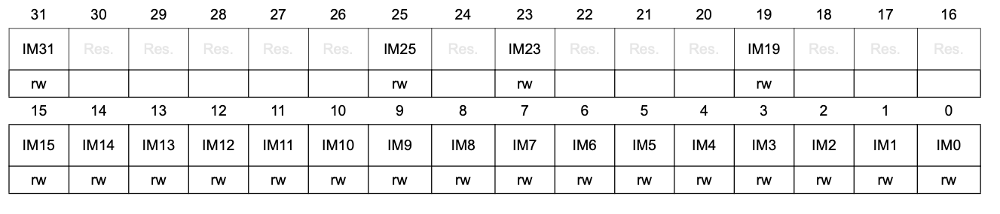 31 30 29 28 27 26 25 24 23 22 21 20 19 18 17 16
IM31 Res. Res. Res. Res. Res. IM25 Res. IM23 Res. Res. Res. IM19 Res. Res. Res.
rw rw rw rw
15 14 13 12 11 10 9 8 7 6 5 4 3 2 1 0
IM15 IM14 IM13 IM12 IM11 IM10 IM9 IM8 IM7 IM6 IM5 IM4 IM3 IM2 IM1 IM0
rw rw rw rw rw rw rw rw rw rw rw rw rw rw rw rw